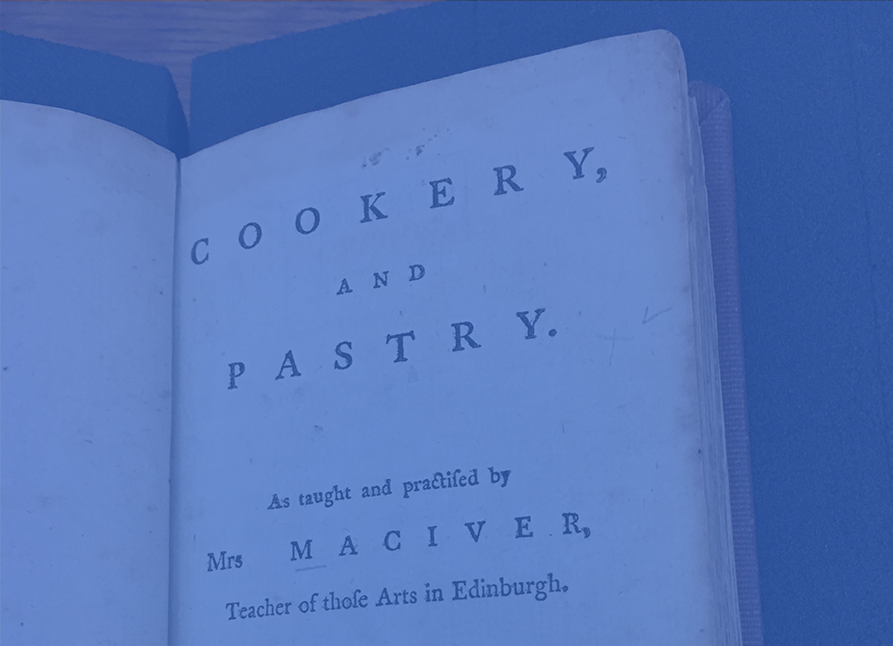 COOKERY,
AND
PASTRY.
As taught and practiſed by
Mrs MACIVER,
Teacher of thoſe Arts in Edinburgh.